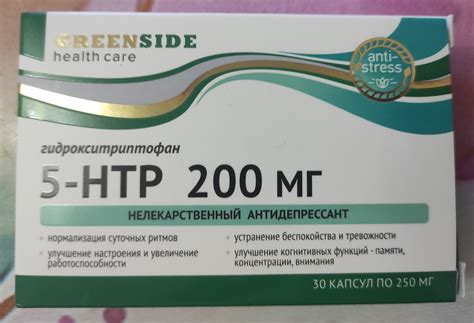 GREENSIDE
health care
anti-
stress
гидрокситриптофан
5-HTP 200 мг
НЕЛЕКАРСТВЕННЫЙ АНТИДЕПРЕССАНТ
• нормализация суточных ритмов
• улучшение настроения и увеличение
работоспособности
• устранение беспокойства и тревожности
• улучшение когнитивных функций - памяти,
концентрации, внимания
30 КАПСУЛ ПО 250 МГ